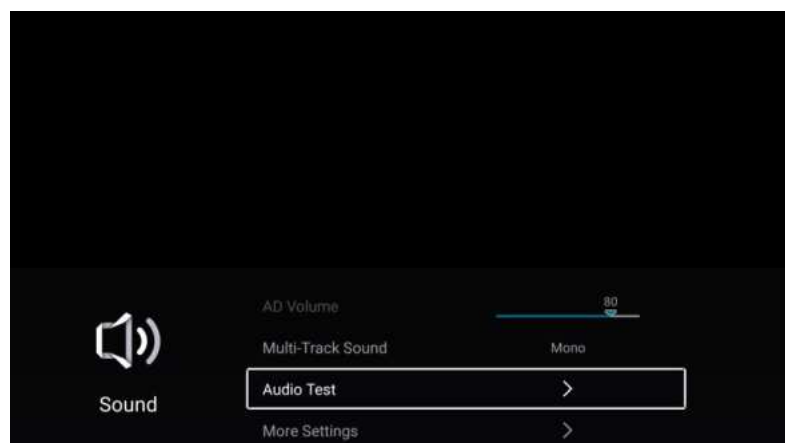 AD Volume
80
Multi-Track Sound
Mono
Audio Test
Sound
More Settings